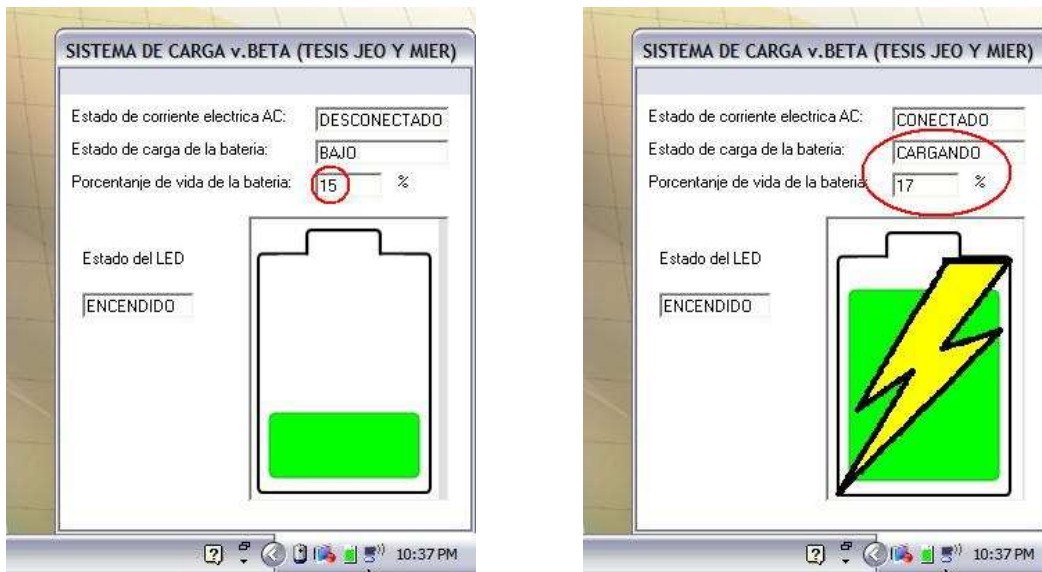 SISTEMA DE CARGA v.BETA (TESIS JEO Y MIER)
Estado de corriente electrica AC: DESCONECTADO
Estado de carga de la bateria: BAJO
Porcentanje de vida de la bateria: 15 %
Estado del LED
ENCENDIDO
10:37 PM
SISTEMA DE CARGA v.BETA (TESIS JEO Y MIER)
Estado de corriente electrica AC: CONECTADO
Estado de carga de la bateria: CARGANDO
Porcentanje de vida de la bateria: 17 %
Estado del LED
ENCENDIDO
10:37 PM